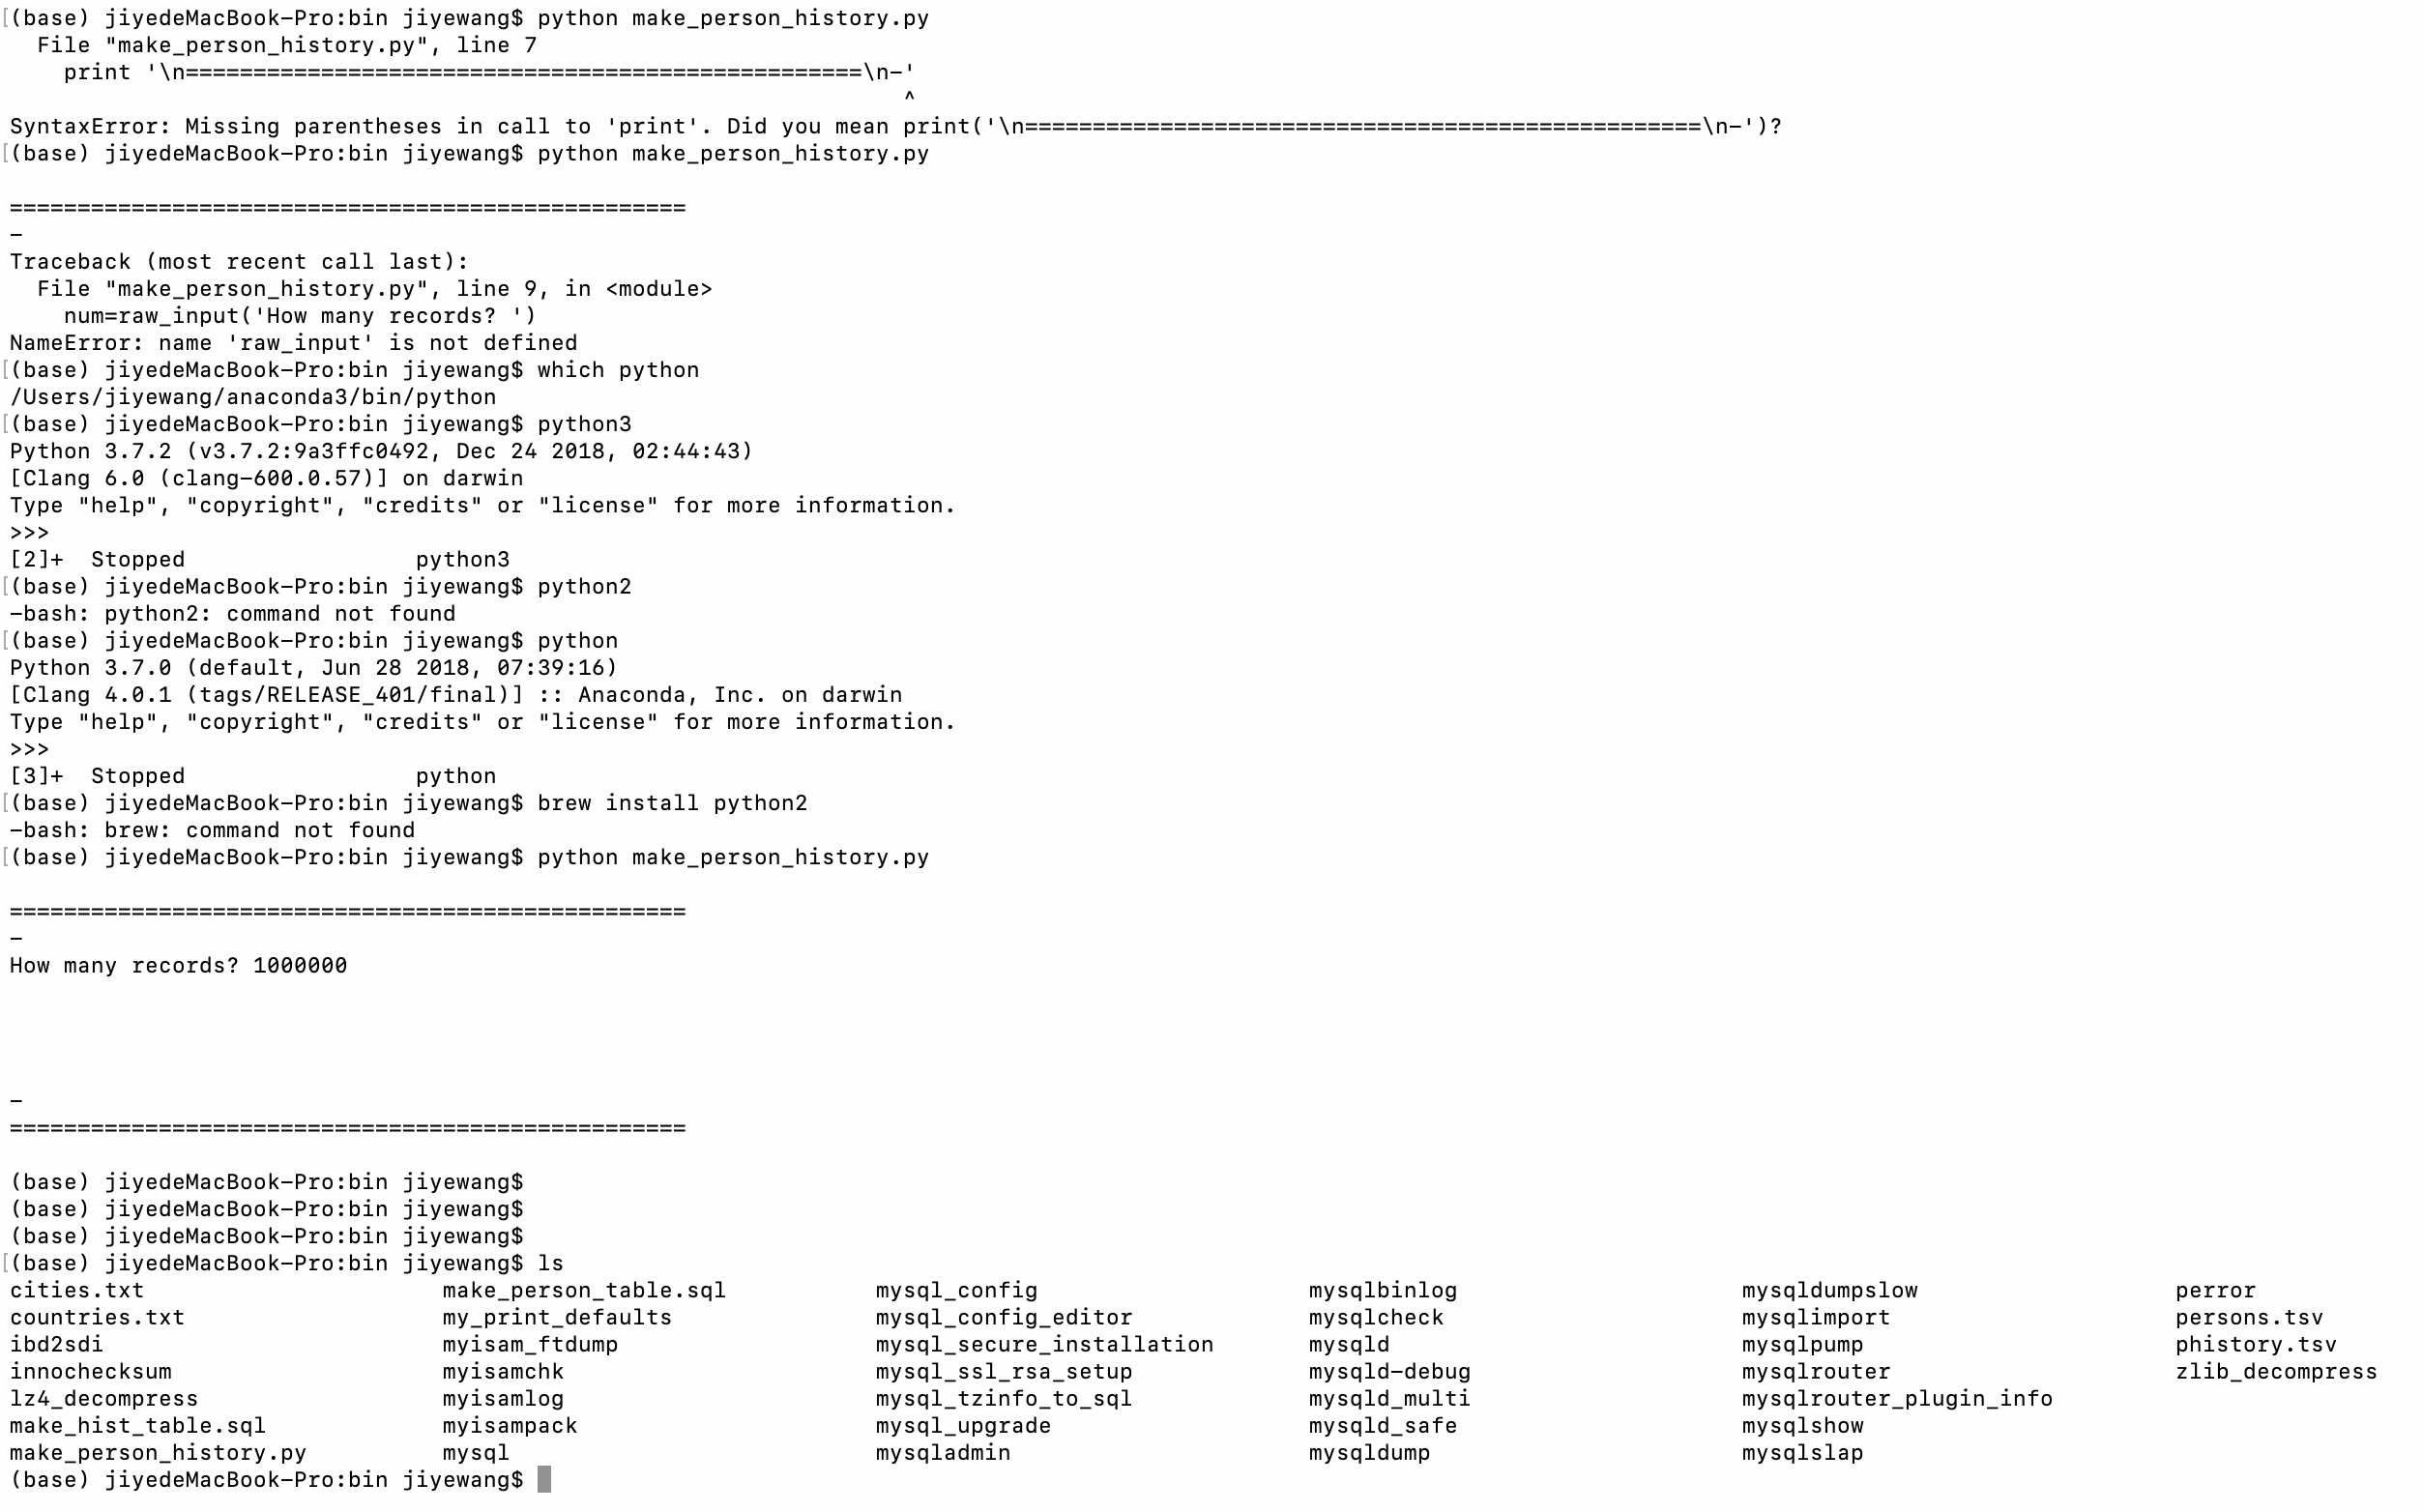 (base) jiyedeMacBook-Pro:bin jiyewang$ python make_person_history.py
  File "make_person_history.py", line 7
    print '\n==================================================\n-'
                                                                  ^
SyntaxError: Missing parentheses in call to 'print'. Did you mean print('\n==================================================\n-')?
(base) jiyedeMacBook-Pro:bin jiyewang$ python make_person_history.py

==================================================
-
Traceback (most recent call last):
  File "make_person_history.py", line 9, in <module>
    num=raw_input('How many records? ')
NameError: name 'raw_input' is not defined
(base) jiyedeMacBook-Pro:bin jiyewang$ which python
/Users/jiyewang/anaconda3/bin/python
(base) jiyedeMacBook-Pro:bin jiyewang$ python3
Python 3.7.2 (v3.7.2:9a3ffc0492, Dec 24 2018, 02:44:43)
[Clang 6.0 (clang-600.0.57)] on darwin
Type "help", "copyright", "credits" or "license" for more information.
>>>
[2]+  Stopped                 python3
(base) jiyedeMacBook-Pro:bin jiyewang$ python2
-bash: python2: command not found
(base) jiyedeMacBook-Pro:bin jiyewang$ python
Python 3.7.0 (default, Jun 28 2018, 07:39:16)
[Clang 4.0.1 (tags/RELEASE_401/final)] :: Anaconda, Inc. on darwin
Type "help", "copyright", "credits" or "license" for more information.
>>>
[3]+  Stopped                 python
(base) jiyedeMacBook-Pro:bin jiyewang$ brew install python2
-bash: brew: command not found
(base) jiyedeMacBook-Pro:bin jiyewang$ python make_person_history.py

==================================================
-
How many records? 1000000

-
==================================================

(base) jiyedeMacBook-Pro:bin jiyewang$
(base) jiyedeMacBook-Pro:bin jiyewang$
(base) jiyedeMacBook-Pro:bin jiyewang$
(base) jiyedeMacBook-Pro:bin jiyewang$ ls
cities.txt                      make_person_table.sql           mysql_config                    mysqlbinlog                     mysqldumpslow                   perror
countries.txt                   my_print_defaults               mysql_config_editor             mysqlcheck                      mysqlimport                     persons.tsv
ibd2sdi                         myisam_ftdump                   mysql_secure_installation       mysqld                          mysqlpump                       phistory.tsv
innochecksum                    myisamchk                       mysql_ssl_rsa_setup             mysqld-debug                    mysqlrouter                     zlib_decompress
lz4_decompress                  myisamlog                       mysql_tzinfo_to_sql             mysqld_multi                    mysqlrouter_plugin_info
make_hist_table.sql             myisampack                      mysql_upgrade                   mysqld_safe                     mysqlshow
make_person_history.py          mysql                           mysqladmin                      mysqldump                       mysqlslap
(base) jiyedeMacBook-Pro:bin jiyewang$